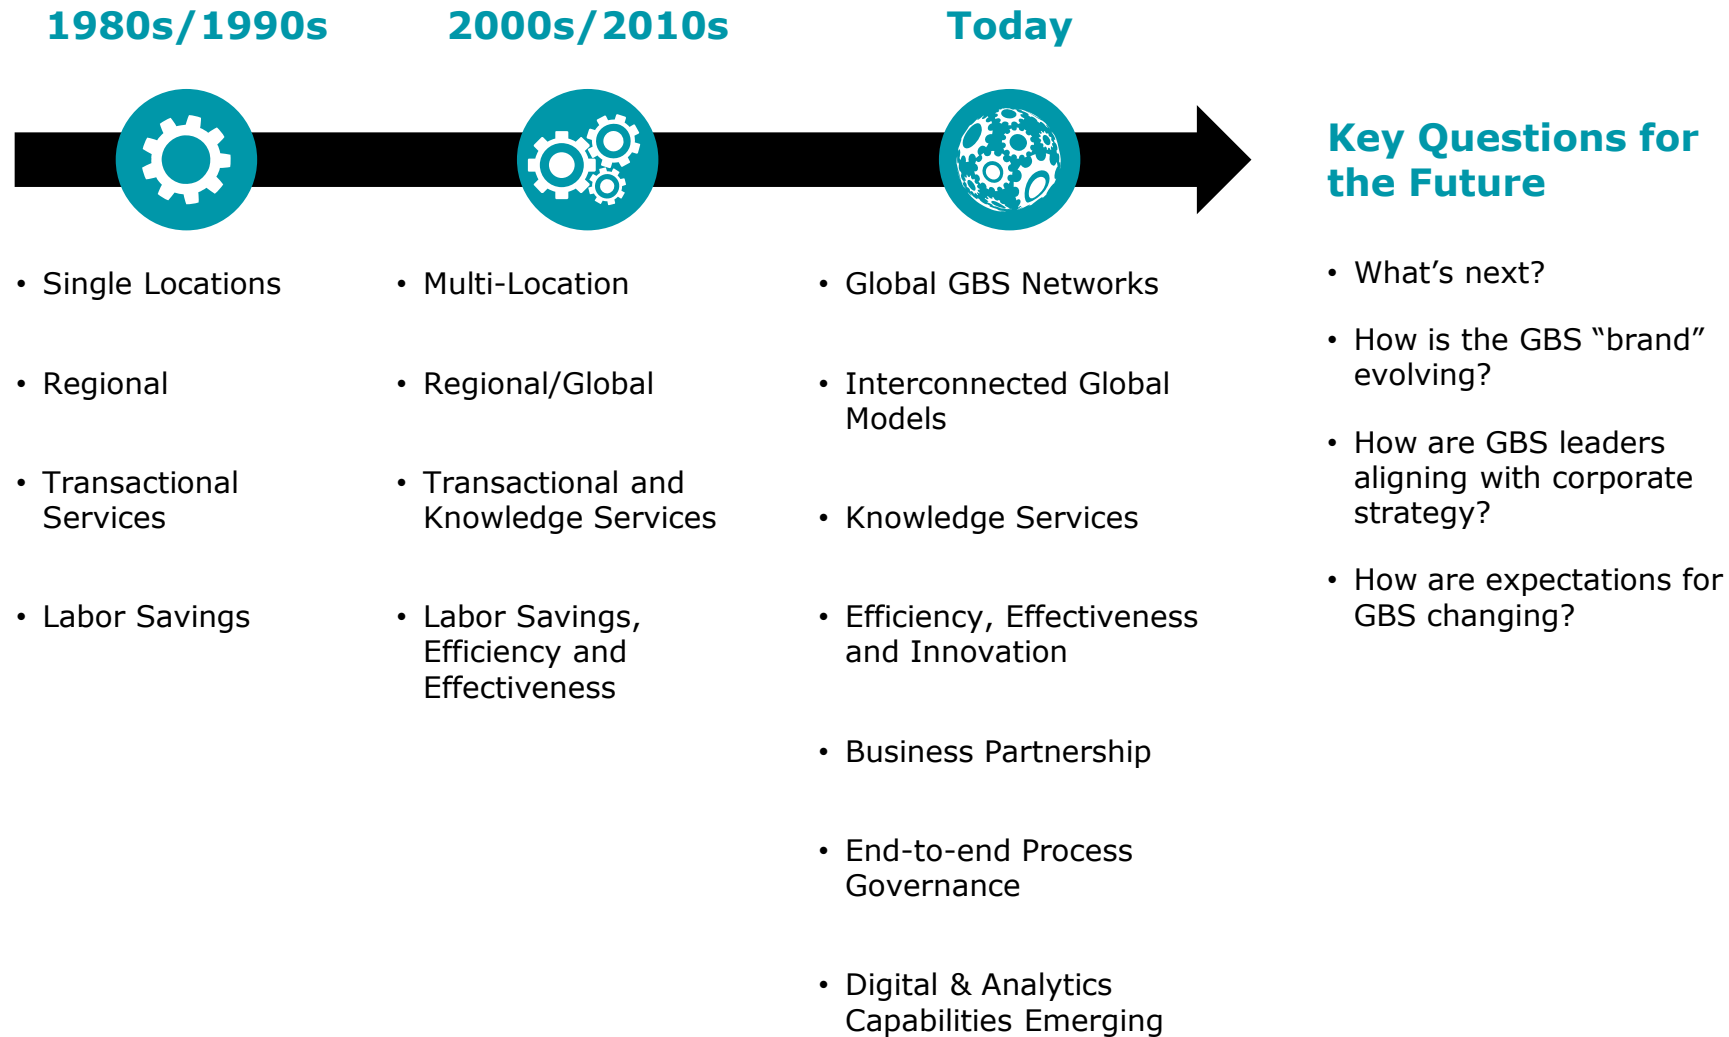 1980s/1990s
• Single Locations
• Regional
• Transactional
Services
• Labor Savings
2000s/2010s
• Multi-Location
• Regional/Global
• Transactional and
Knowledge Services
• Labor Savings,
Efficiency and
Effectiveness
Today
• Global GBS Networks
• Interconnected Global
Models
• Knowledge Services
• Efficiency, Effectiveness
and Innovation
• Business Partnership
• End-to-end Process
Governance
• Digital & Analytics
Capabilities Emerging
Key Questions for
the Future
• What’s next?
• How is the GBS “brand”
evolving?
• How are GBS leaders
aligning with corporate
strategy?
• How are expectations for
GBS changing?